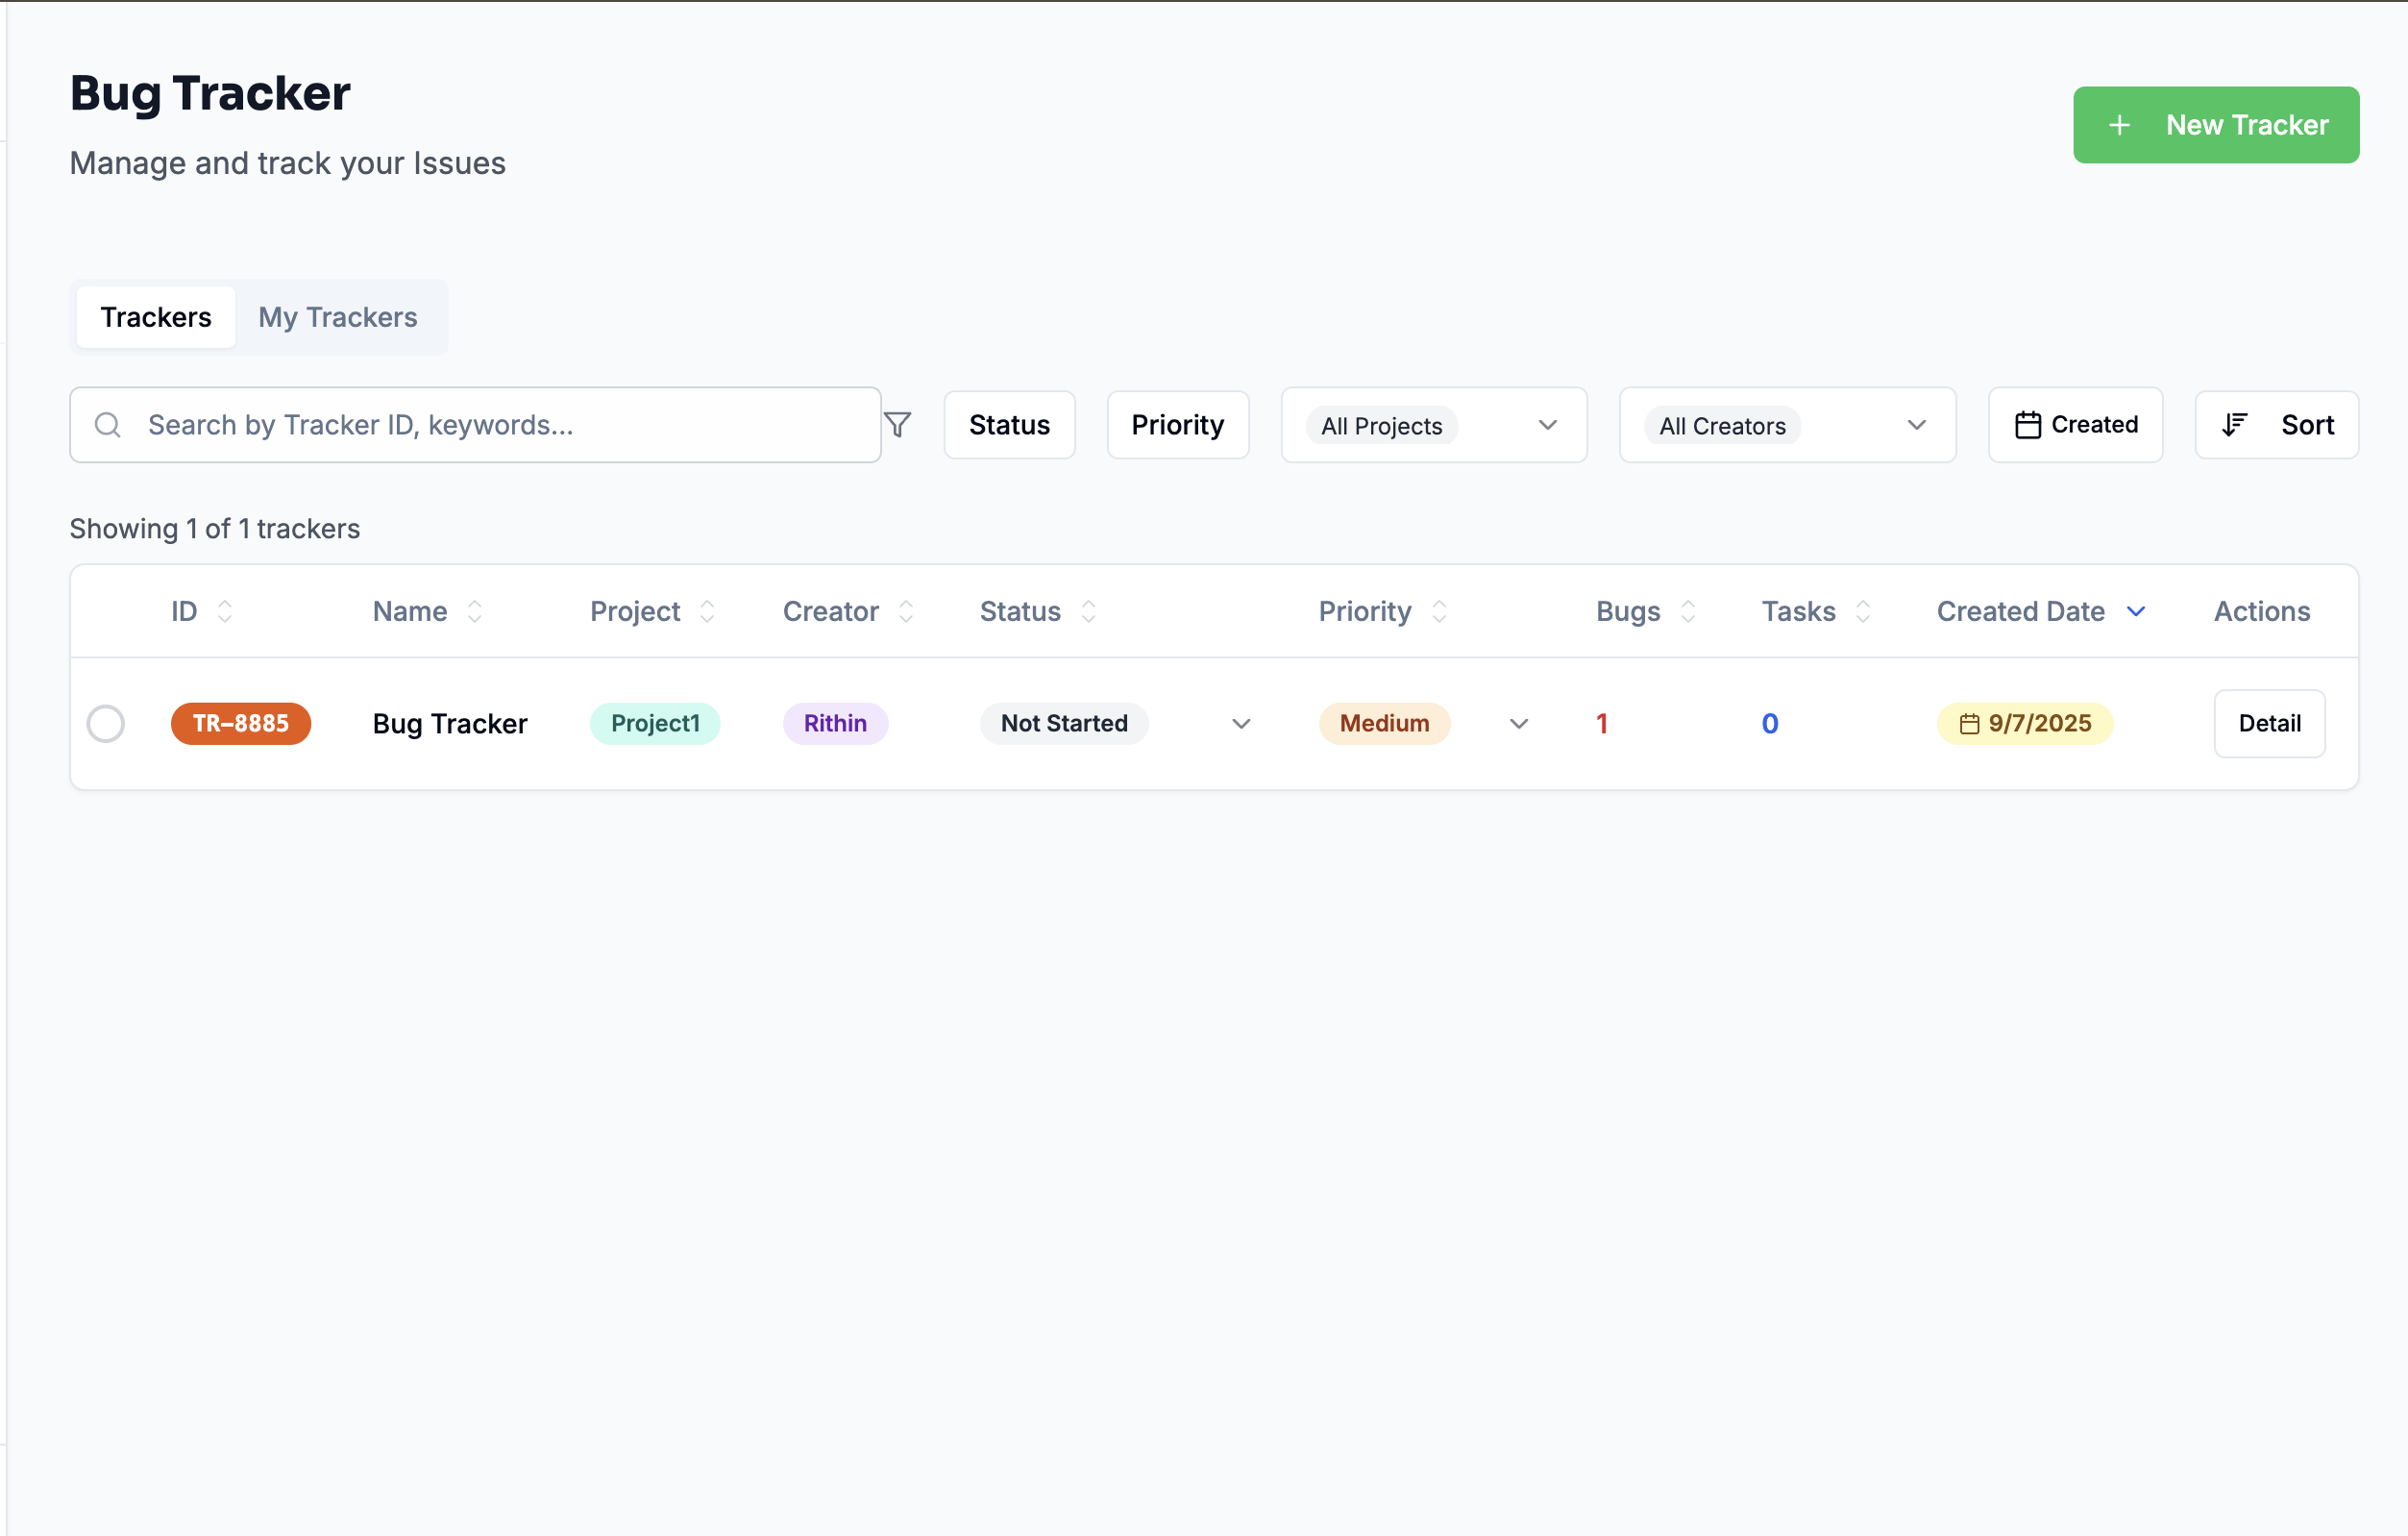 Bug Tracker
Manage and track your Issues
+ New Tracker
Trackers My Trackers
Search by Tracker ID, keywords... Status Priority All Projects All Creators Created Sort
Showing 1 of 1 trackers
ID Name Project Creator Status Priority Bugs Tasks Created Date Actions
TR-8885 Bug Tracker Project1 Rithin Not Started Medium 1 0 9/7/2025 Detail